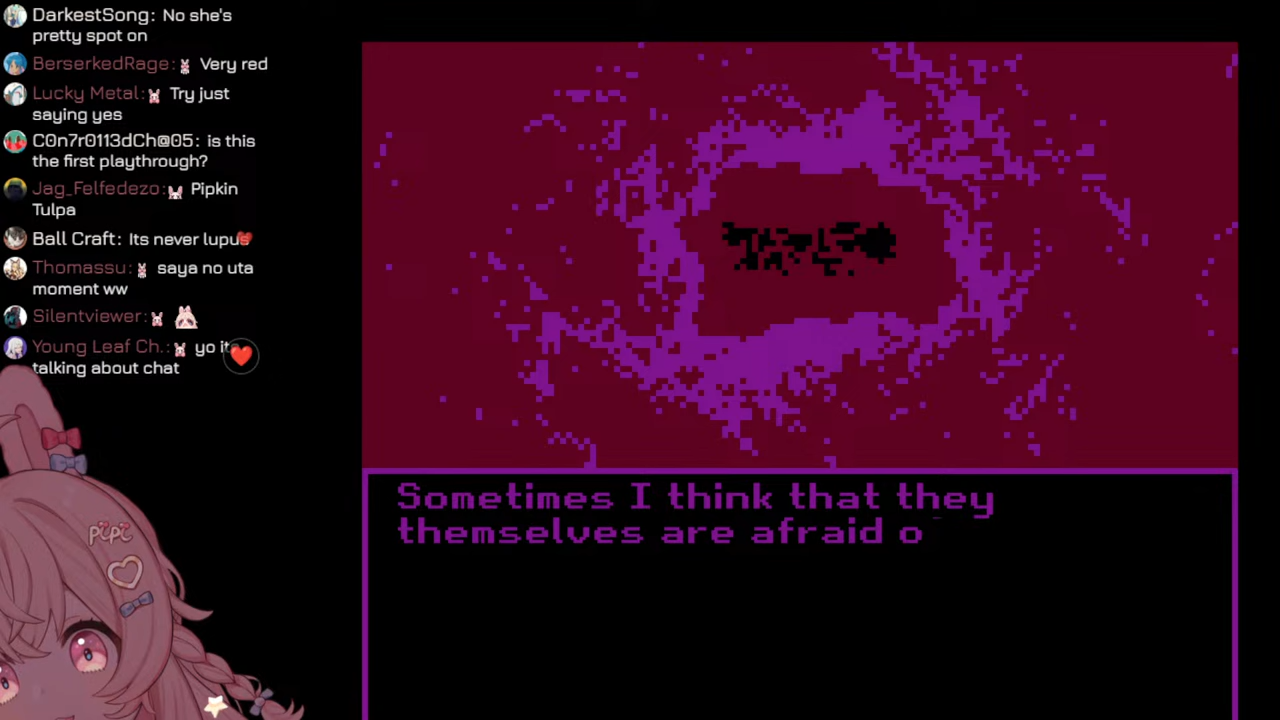 DarkestSong: No she's
pretty spot on
BerserkedRage: Very red
Lucky Metal: Try just
saying yes
C0n7r0113dCh@05: is this
the first playthrough?
Jag_Felfedezo: Pipkin
Tulpa
Ball Craft: Its never lupus
Thomassu: saya no uta
moment ww
Silentviewer:
Young Leaf Ch.: yo it
talking about chat
pipi
Sometimes I think that they
themselves are afraid o